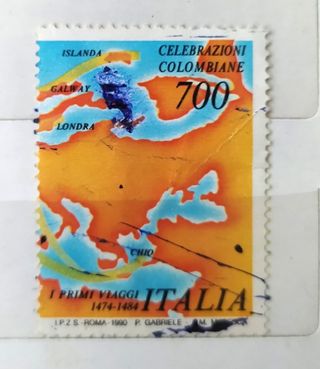 ISLANDA
CELEBRAZIONI
COLOMBIANE
GALWAY
700
LONDRA
CHIO
I PRIMI VIAGGI
1474-1484
ITALIA
I.P.Z.S. - ROMA - 1990 P. GABRIELE